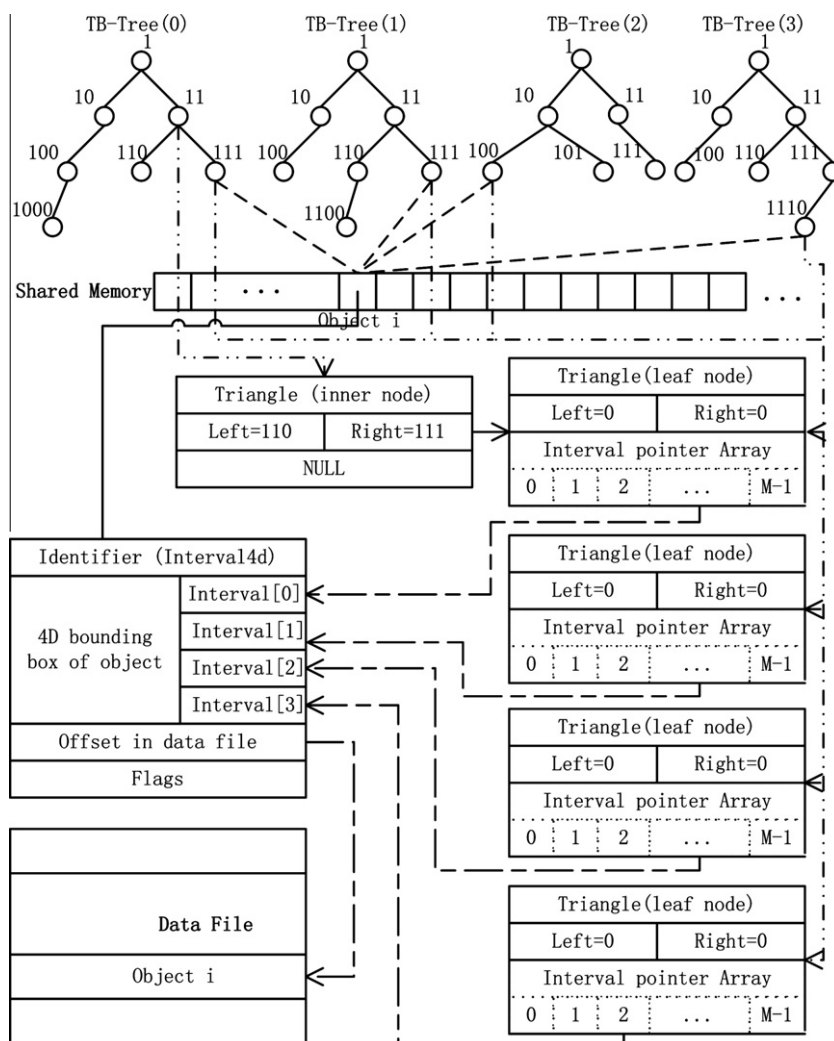 TB-Tree(0) TB-Tree(1) TB-Tree(2) TB-Tree(3)
1 1 1 1
10 11 10 11 10 11 10 11
100 110 111 100 110 111 100 101 111 100 110 111
1000 1100 1110
Shared Memory ... ...
Object i
Triangle (inner node)
Left=110 Right=111
NULL
Triangle(leaf node)
Left=0 Right=0
Interval pointer Array
0 1 2 ... M-1
Identifier (Interval4d)
4D bounding
box of object
Interval[0]
Interval[1]
Interval[2]
Interval[3]
Offset in data file
Flags
Triangle(leaf node)
Left=0 Right=0
Interval pointer Array
0 1 2 ... M-1
Triangle(leaf node)
Left=0 Right=0
Interval pointer Array
0 1 2 ... M-1
Data File
Object i
Triangle(leaf node)
Left=0 Right=0
Interval pointer Array
0 1 2 ... M-1